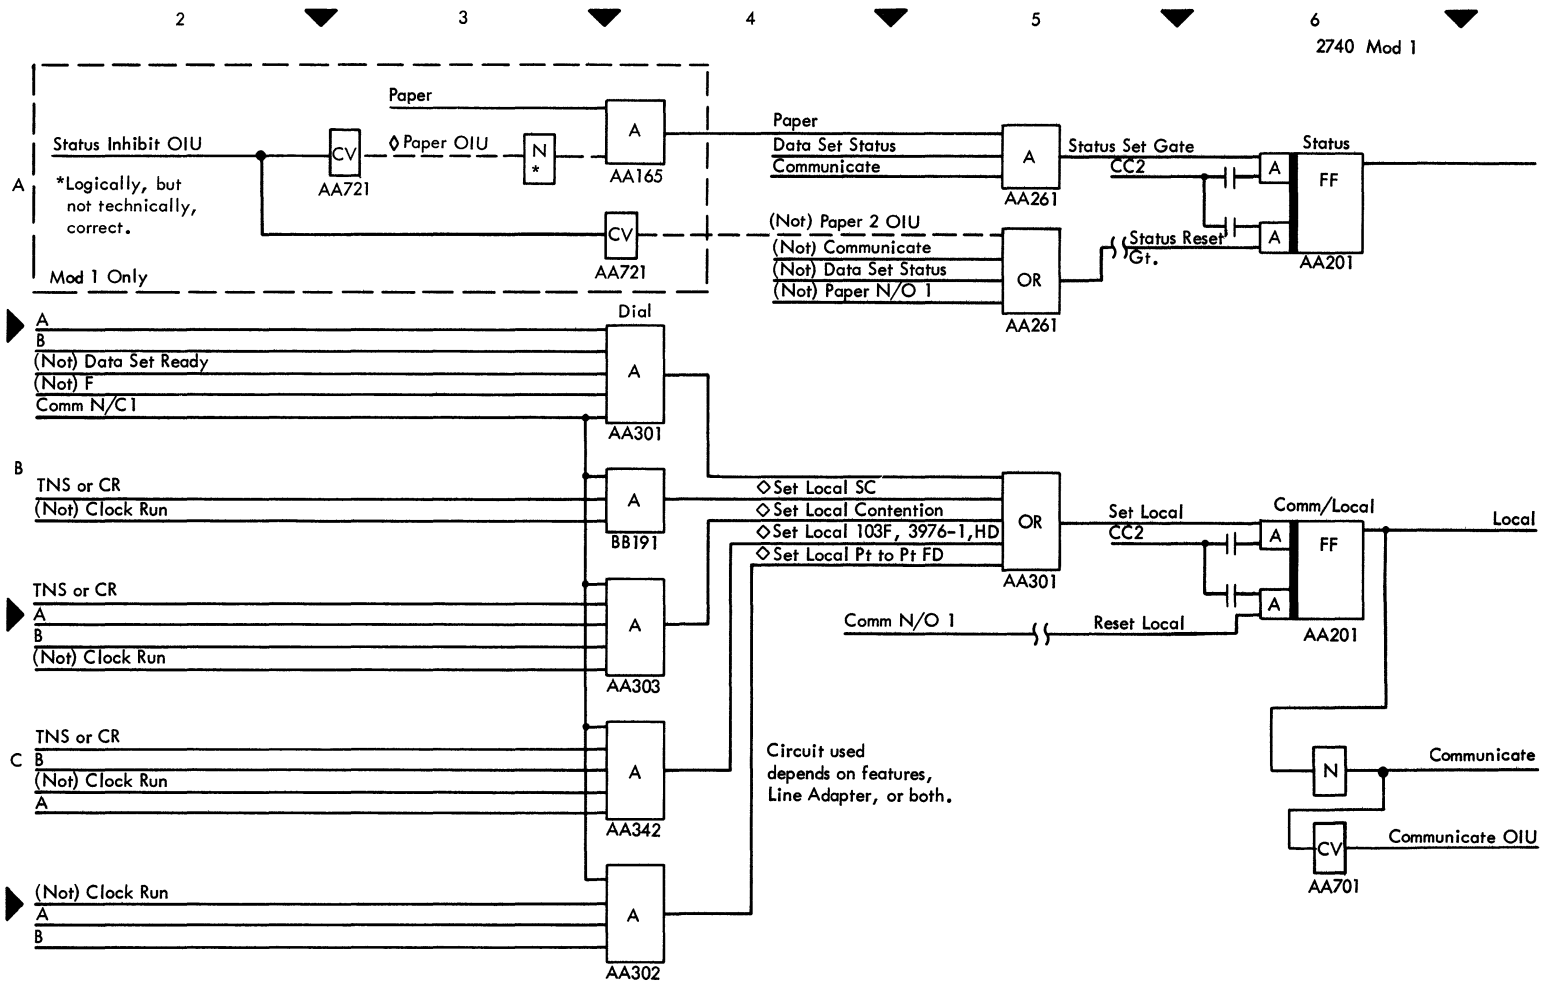 2 3 4 5 6
2740 Mod 1
A
Paper
Status Inhibit OIU
CV
◊ Paper OIU
N
*
A
AA721
AA165
*Logically, but
not technically,
correct.
CV
AA721
Mod 1 Only
Paper
Data Set Status
Communicate
A
AA261
Status Set Gate
CC2
Status
A
FF
A
AA201
(Not) Paper 2 OIU
(Not) Communicate
(Not) Data Set Status
(Not) Paper N/O 1
OR
AA261
Status Reset
Gt.
Dial
A
B
(Not) Data Set Ready
(Not) F
Comm N/C1
A
AA301
B
TNS or CR
(Not) Clock Run
A
BB191
◊ Set Local SC
◊ Set Local Contention
◊ Set Local 103F, 3976-1,HD
◊ Set Local Pt to Pt FD
OR
AA301
Set Local
CC2
Comm/Local
A
FF
A
AA201
Local
TNS or CR
A
B
(Not) Clock Run
A
AA303
Comm N/O 1
Reset Local
C
TNS or CR
B
(Not) Clock Run
A
A
AA342
Circuit used
depends on features,
Line Adapter, or both.
N
Communicate
CV
Communicate OIU
AA701
(Not) Clock Run
A
B
A
AA302